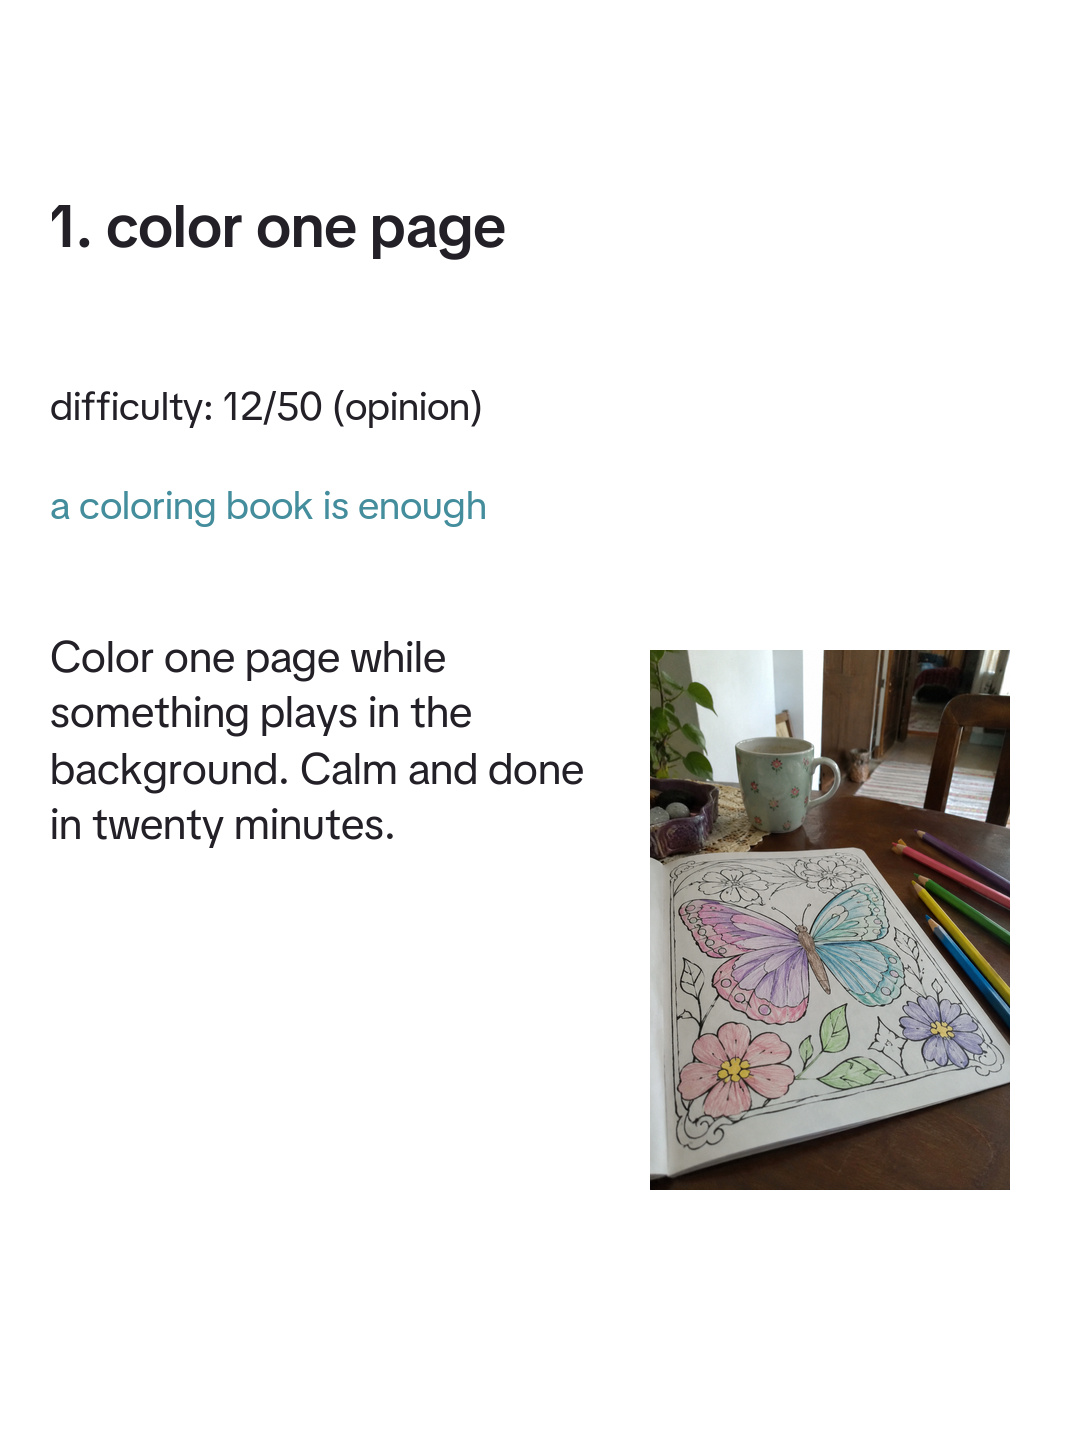 1. color one page
difficulty: 12/50 (opinion)
a coloring book is enough
Color one page while
something plays in the
background. Calm and done
in twenty minutes.